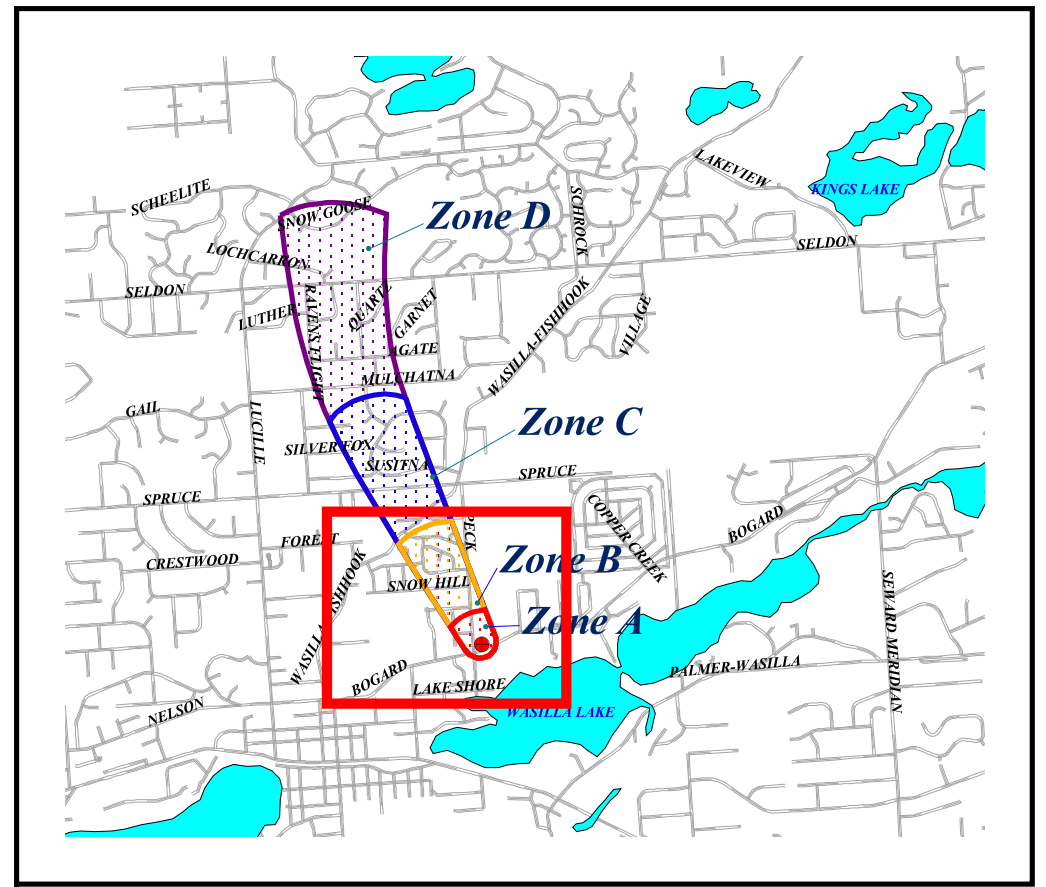 LAKEVIEW
SCHEELITE
KINGS LAKE
SNOW GOOSE
Zone D
SCHROCK
SELDON
LOCHCARRON
SELDON
RAVENS FLIGHT
QUARTZ
GARNET
LUTHER
WASILLA-FISHHOOK
VILLAGE
AGATE
MULCHATNA
GAIL
LUCILLE
Zone C
SILVER FOX
SUSITNA
SPRUCE
SPRUCE
COPPER CREEK
BOGARD
PECK
FOREST
CRESTWOOD
Zone B
SNOW HILL
SEWARD MERIDIAN
Zone A
BOGARD
LAKE SHORE
PALMER-WASILLA
NELSON
WASILLA LAKE